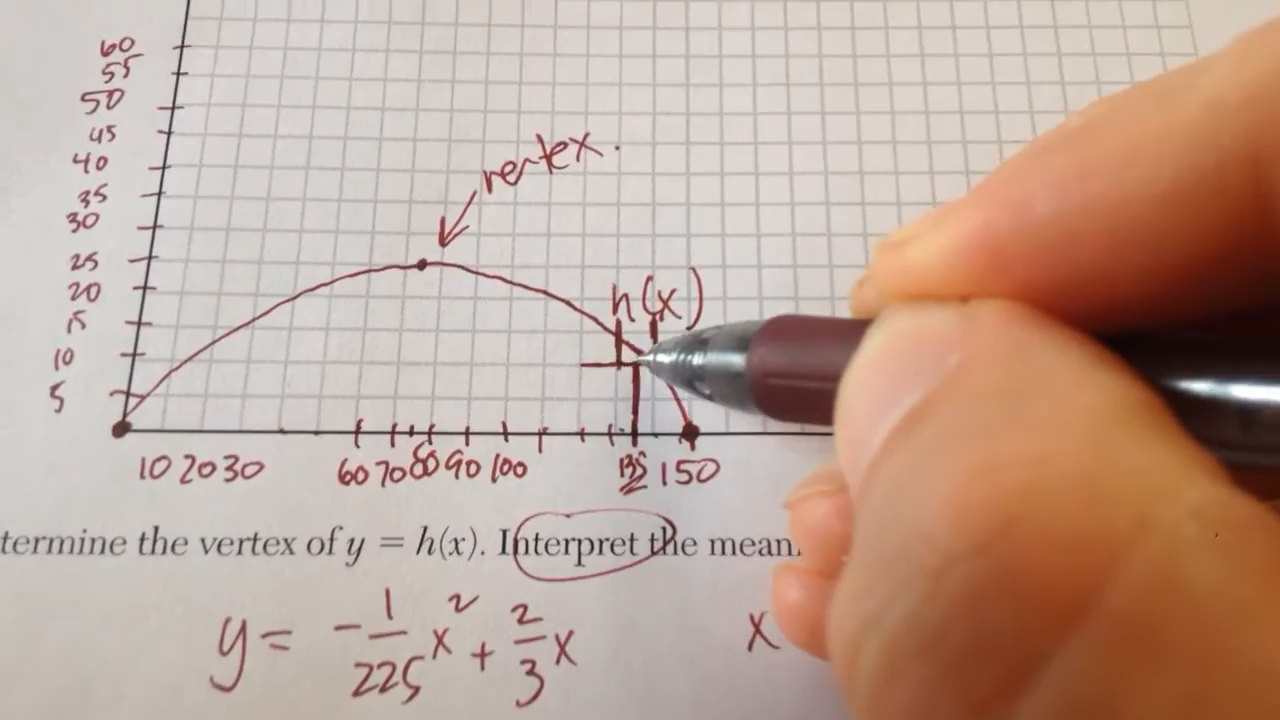 60
55
50
45
40
35
30
25
20
15
10
5
vertex.
h(x)
10 20 30 60 70 80 90 100 135 150
termine the vertex of y = h(x). Interpret the mean
y = -1/225 x² + 2/3 x
x